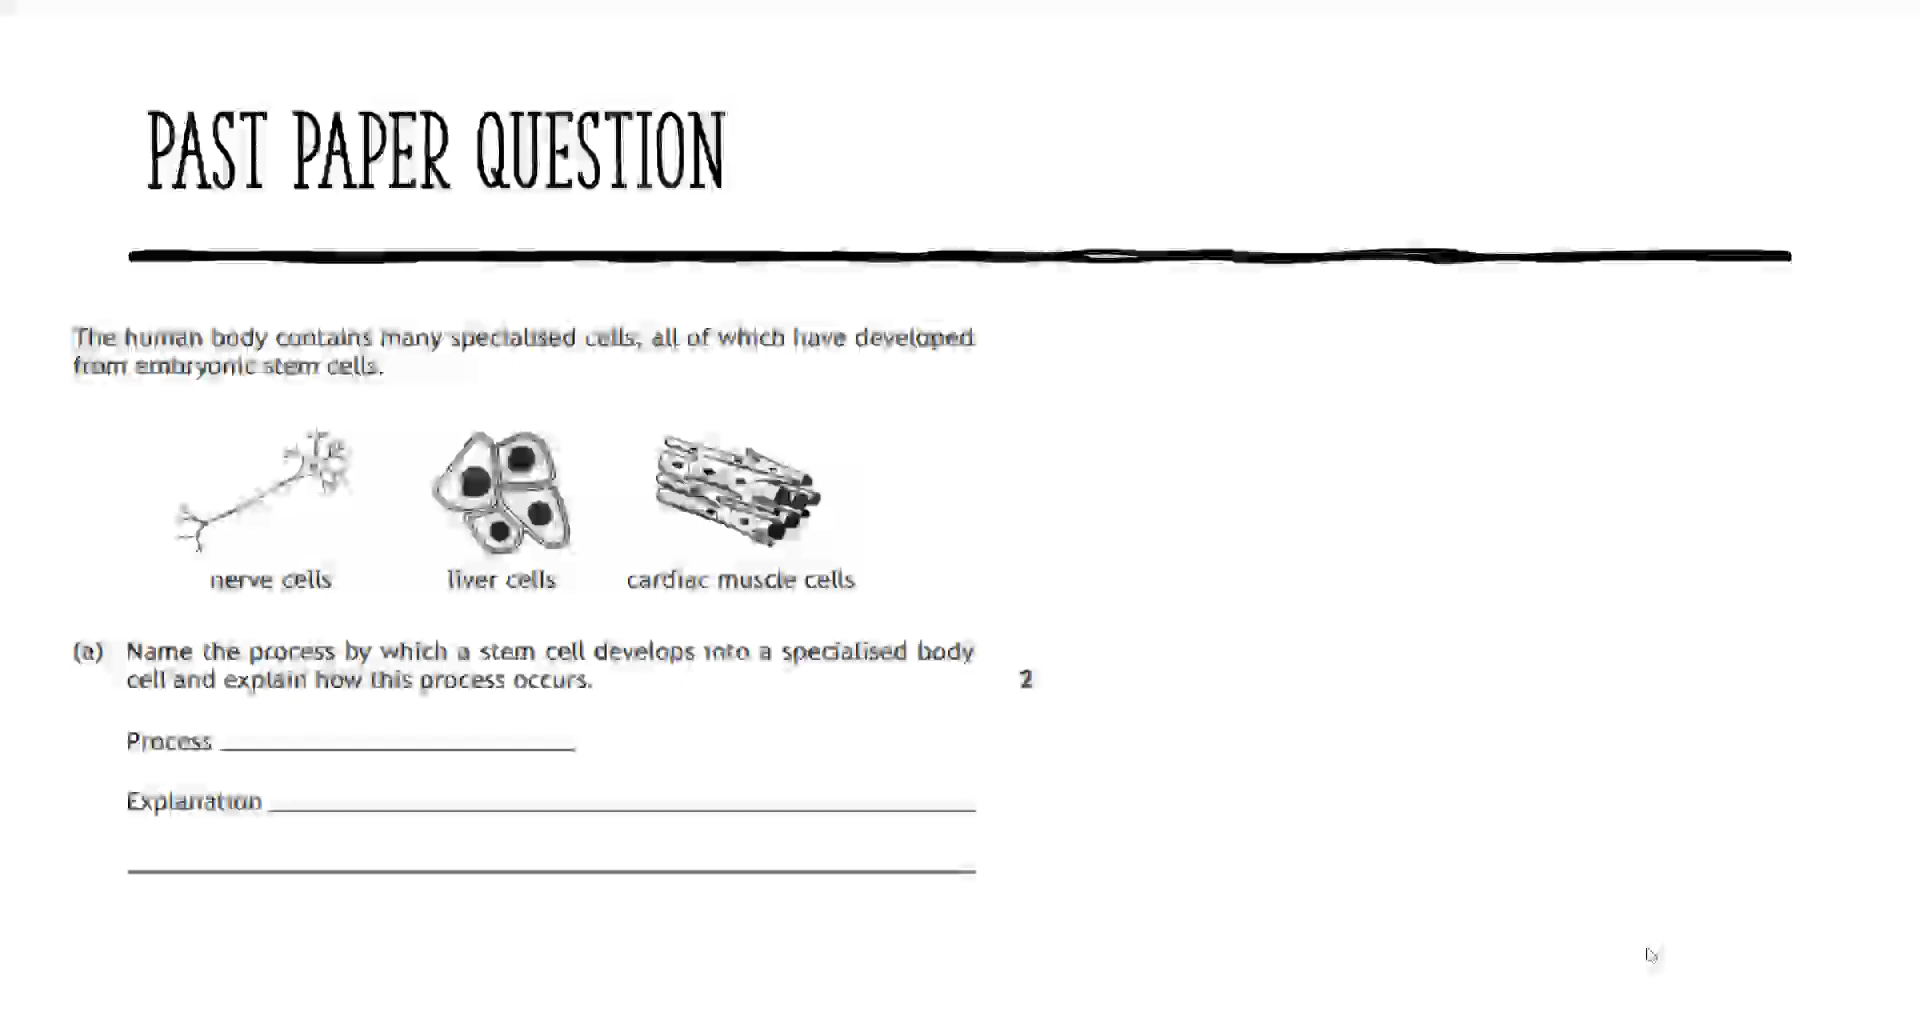 PAST PAPER QUESTION
The human body contains many specialised cells, all of which have developed
from embryonic stem cells.
nerve cells liver cells cardiac muscle cells
(a) Name the process by which a stem cell develops into a specialised body
cell and explain how this process occurs. 2
Process
Explanation